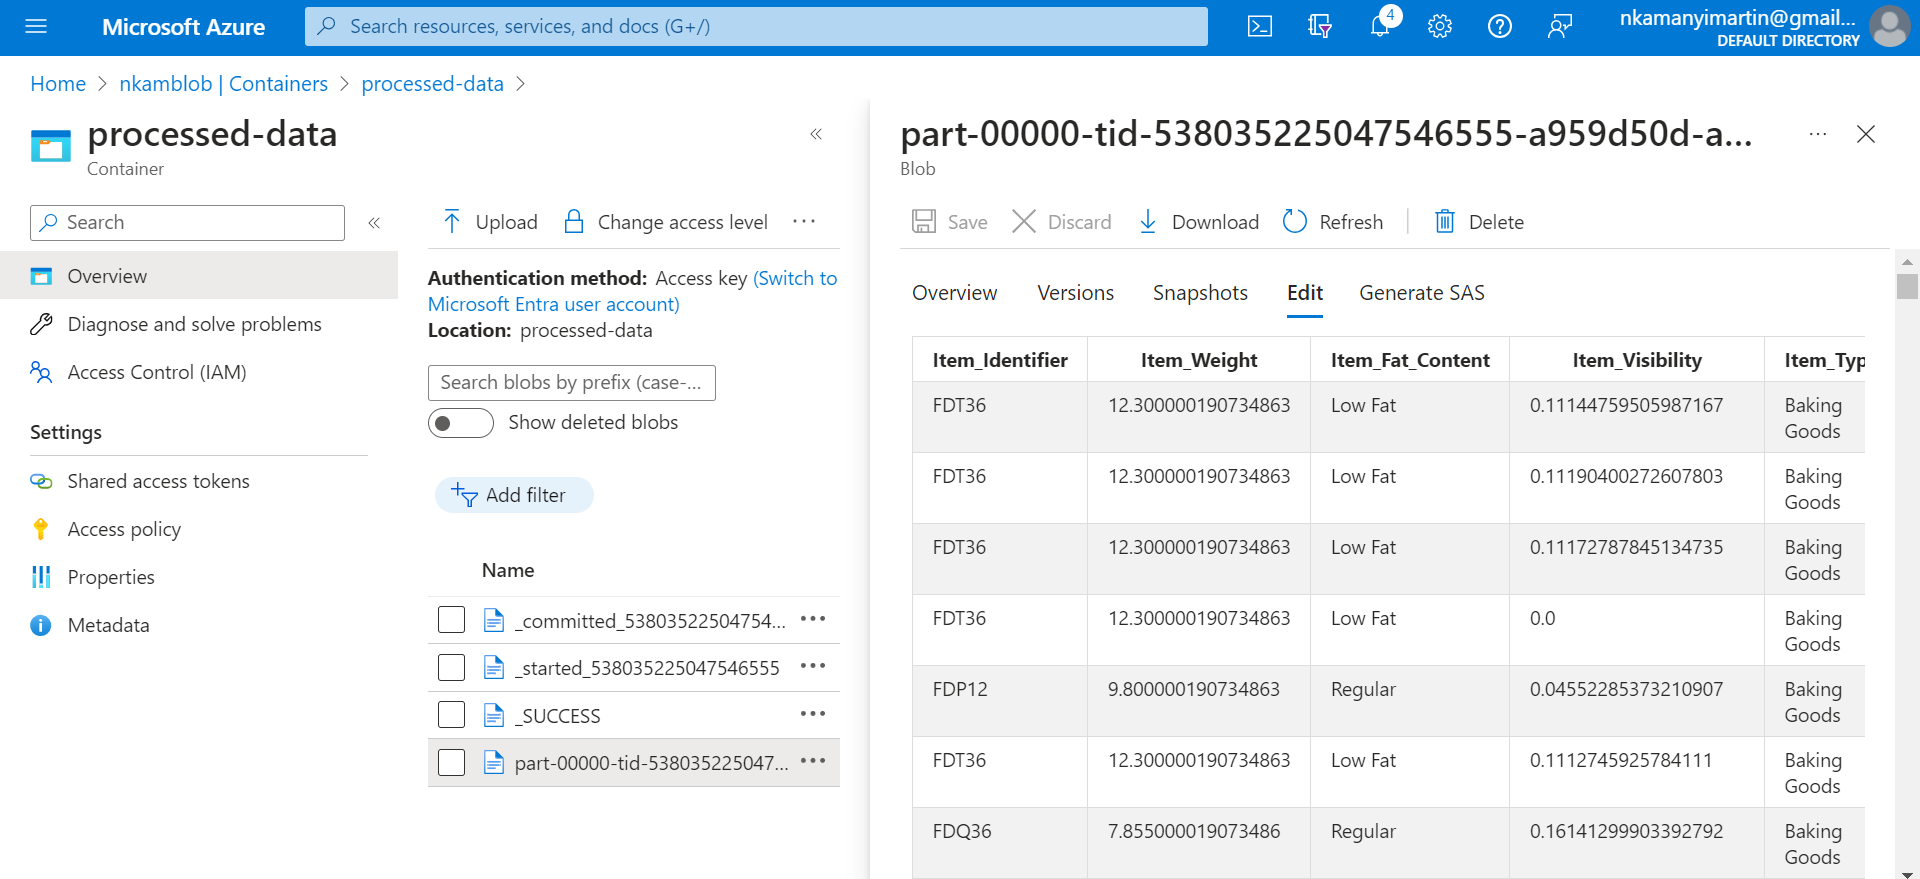 Microsoft Azure
Search resources, services, and docs (G+/)
4
nkamanyimartin@gmail...
DEFAULT DIRECTORY
Home > nkamblob | Containers > processed-data >
processed-data
Container
«
Search
«
Overview
Diagnose and solve problems
Access Control (IAM)
Settings
Shared access tokens
Access policy
Properties
Metadata
Upload Change access level ...
Authentication method: Access key (Switch to
Microsoft Entra user account)
Location: processed-data
Search blobs by prefix (case-...
Show deleted blobs
Add filter
Name
_committed_53803522504754... ...
_started_538035225047546555 ...
_SUCCESS ...
part-00000-tid-538035225047... ...
part-00000-tid-538035225047546555-a959d50d-a... ...
Blob
Save Discard Download Refresh Delete
Overview Versions Snapshots Edit Generate SAS
Item_Identifier Item_Weight Item_Fat_Content Item_Visibility Item_Typ
FDT36 12.300000190734863 Low Fat 0.11144759505987167 Baking
Goods
FDT36 12.300000190734863 Low Fat 0.11190400272607803 Baking
Goods
FDT36 12.300000190734863 Low Fat 0.11172787845134735 Baking
Goods
FDT36 12.300000190734863 Low Fat 0.0 Baking
Goods
FDP12 9.800000190734863 Regular 0.04552285373210907 Baking
Goods
FDT36 12.300000190734863 Low Fat 0.1112745925784111 Baking
Goods
FDQ36 7.855000019073486 Regular 0.16141299903392792 Baking
Goods